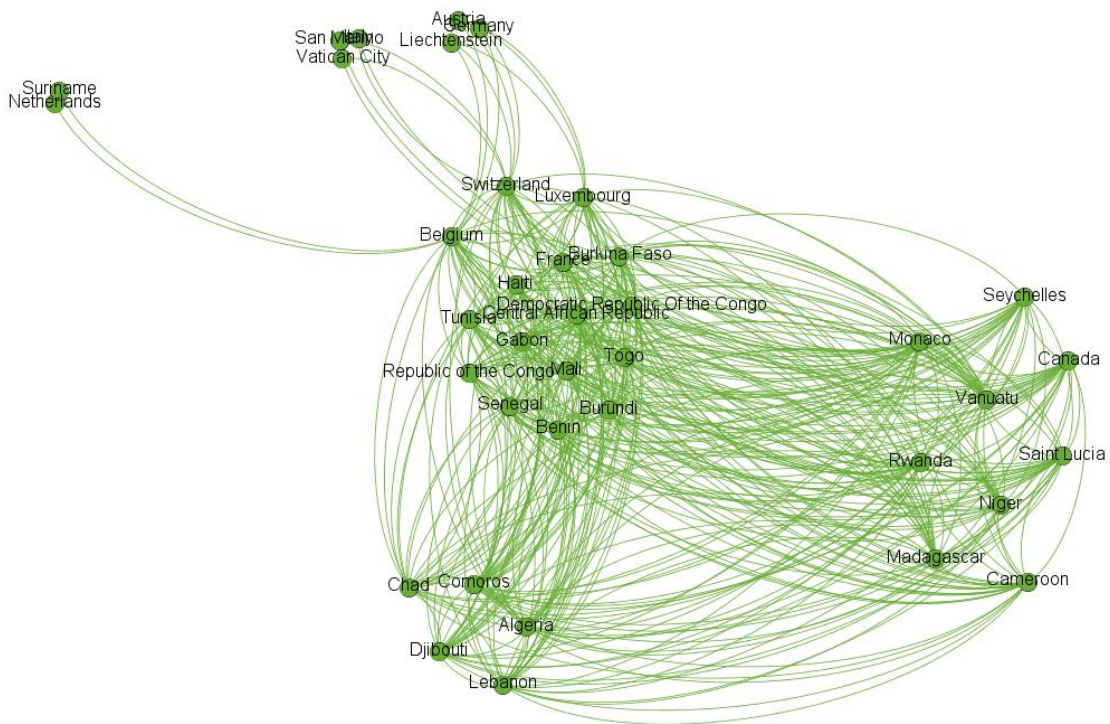 Austria
Germany
San Marino
Italy
Liechtenstein
Vatican City
Suriname
Netherlands
Switzerland
Luxembourg
Belgium
Burkina Faso
France
Haiti
Seychelles
Democratic Republic Of the Congo
Central African Republic
Tunisia
Gabon
Monaco
Togo
Canada
Republic of the Congo
Mali
Vanuatu
Senegal
Burundi
Benin
Saint Lucia
Rwanda
Niger
Madagascar
Cameroon
Chad
Comoros
Algeria
Djibouti
Lebanon